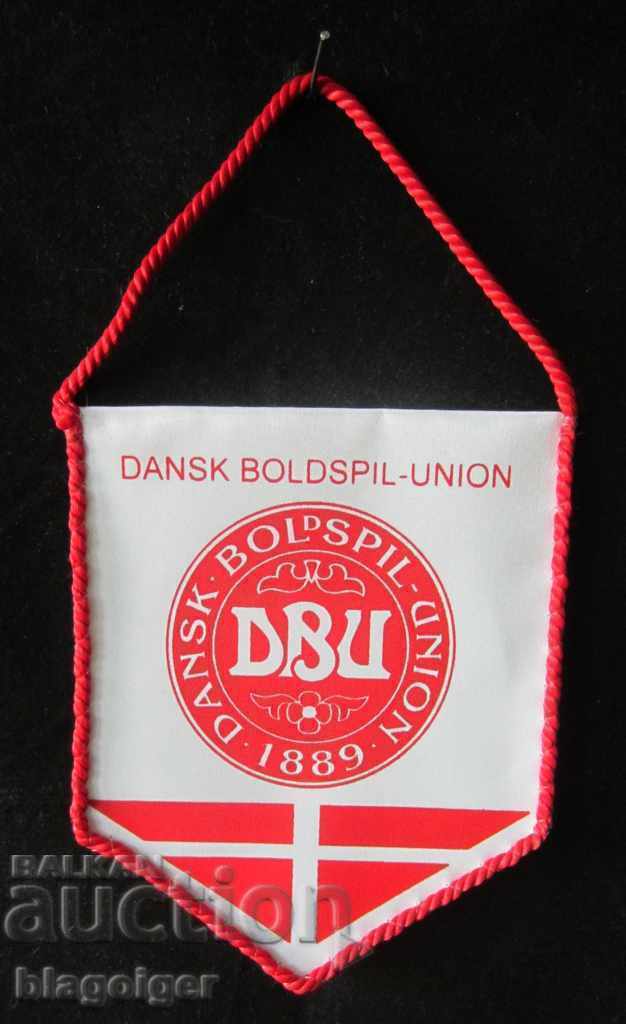 DANSK BOLDSPIL-UNION
DANSK · BOLDSPIL-UNION · 1889 ·
DBU
BALKAN
auction
blagoiger